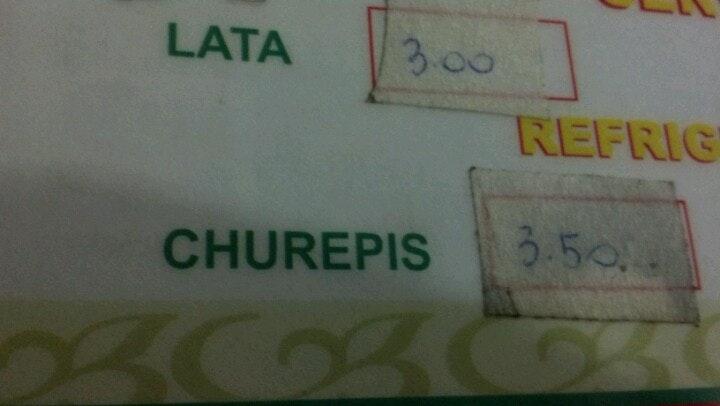 LATA 3.00
REFRIG
CHUREPIS 3.50